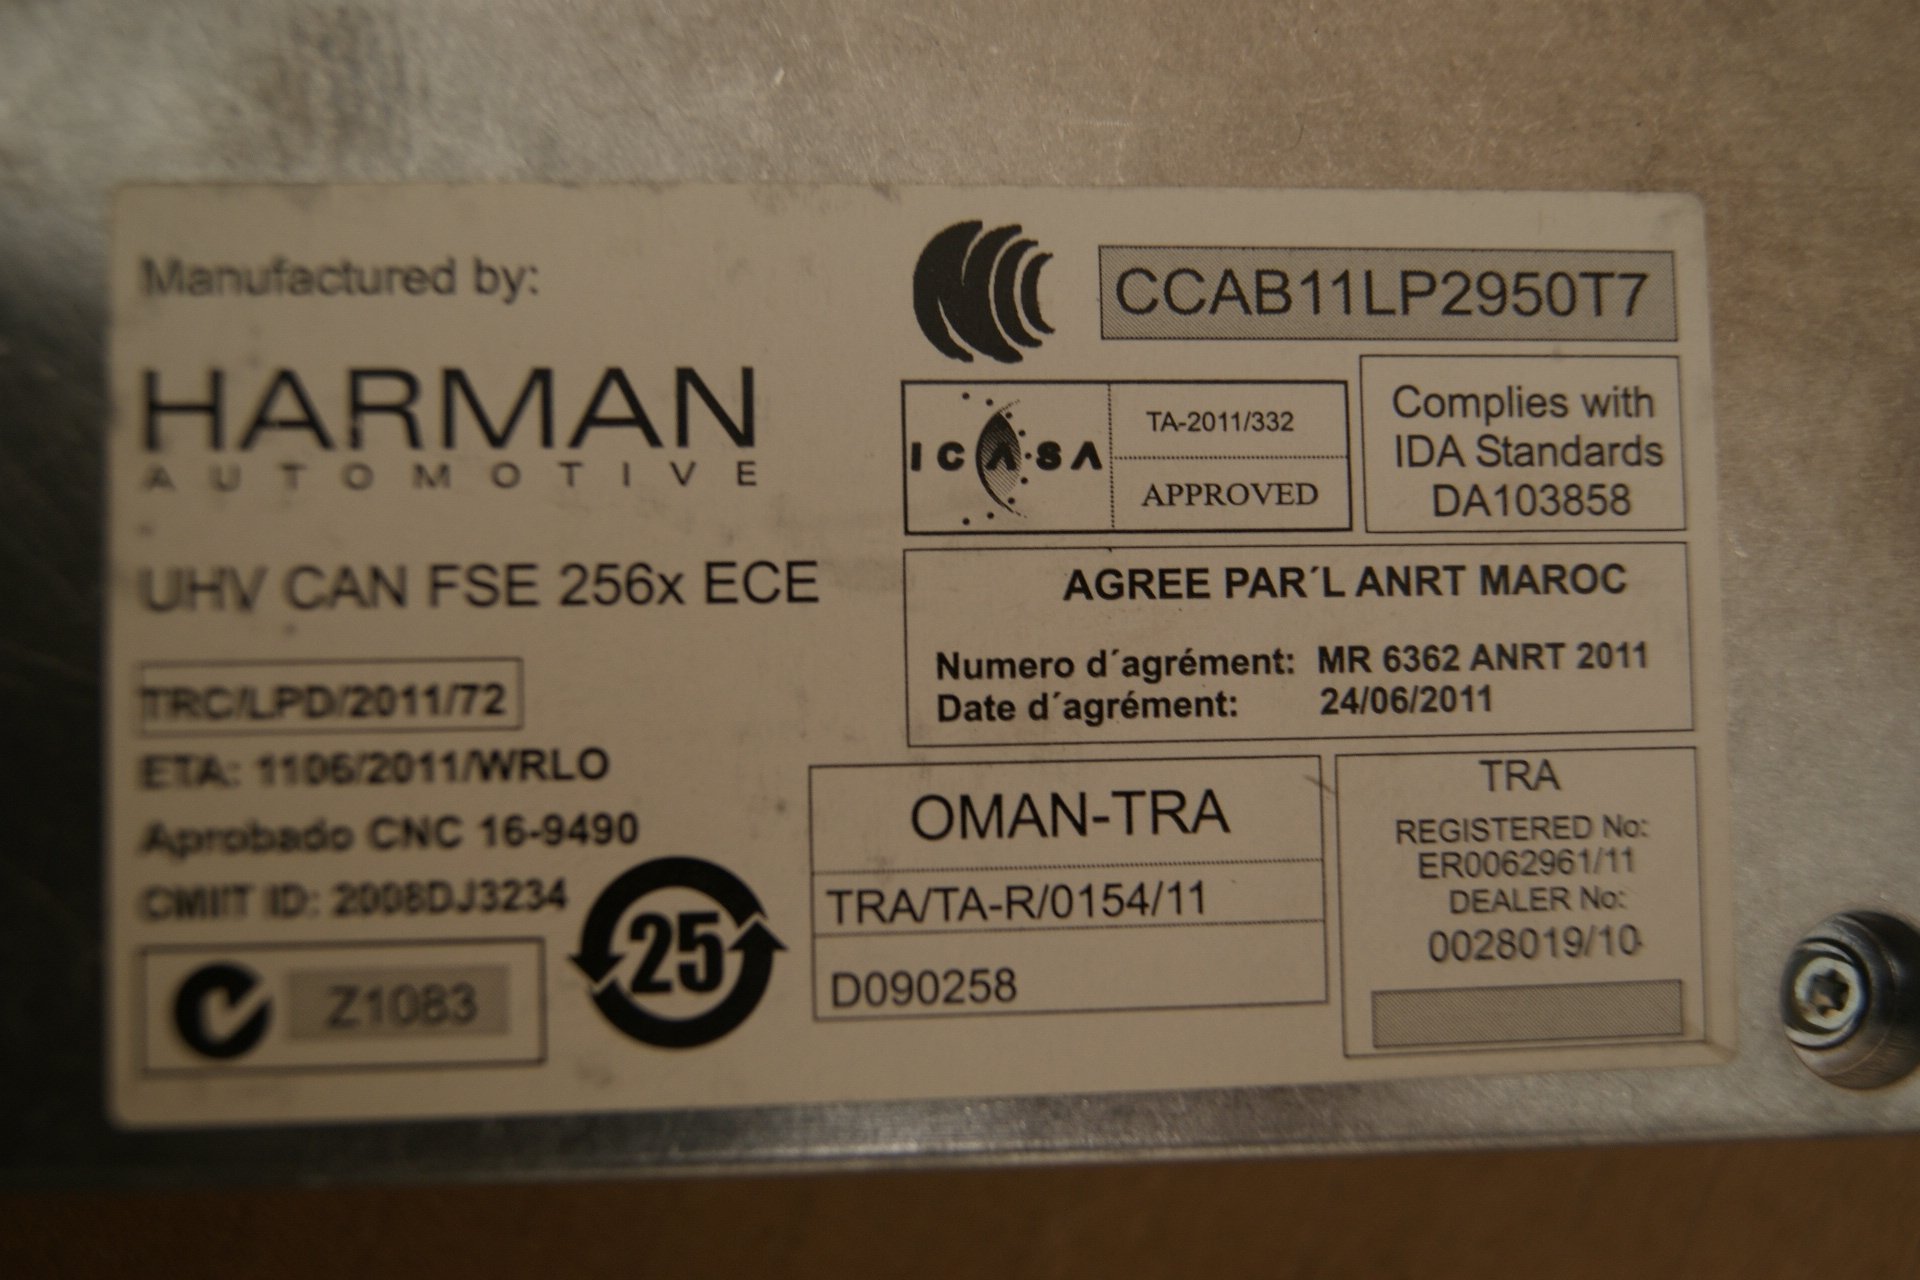 Manufactured by:
HARMAN
AUTOMOTIVE
UHV CAN FSE 256x ECE
TRC/LPD/2011/72
ETA: 1106/2011/WRLO
Aprobado CNC 16-9490
CMIIT ID: 2008DJ3234
Z1083
25
CCAB11LP2950T7
ICASA
TA-2011/332
APPROVED
Complies with
IDA Standards
DA103858
AGREE PAR´L ANRT MAROC
Numero d´agrément: MR 6362 ANRT 2011
Date d´agrément: 24/06/2011
OMAN-TRA
TRA/TA-R/0154/11
D090258
TRA
REGISTERED No:
ER0062961/11
DEALER No:
0028019/10